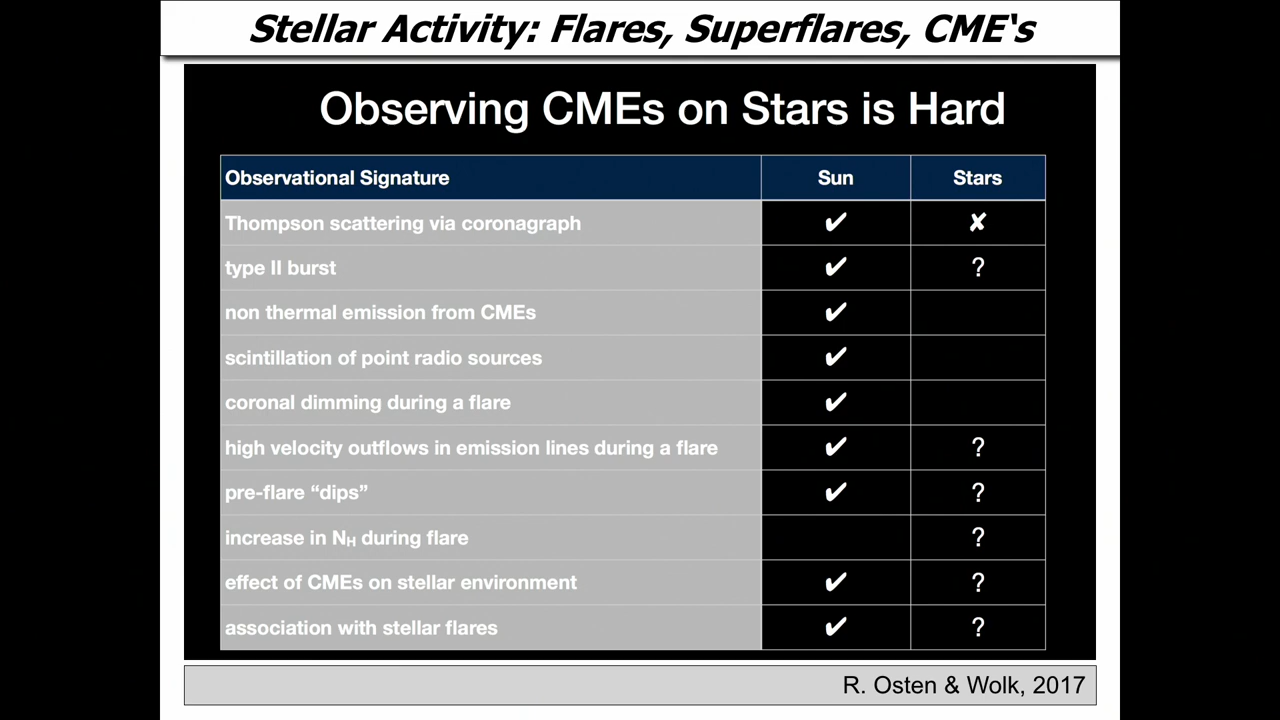 Stellar Activity: Flares, Superflares, CME's
Observing CMEs on Stars is Hard
Observational Signature Sun Stars
Thompson scattering via coronagraph ✔ ✘
type II burst ✔ ?
non thermal emission from CMEs ✔
scintillation of point radio sources ✔
coronal dimming during a flare ✔
high velocity outflows in emission lines during a flare ✔ ?
pre-flare “dips” ✔ ?
increase in NH during flare ?
effect of CMEs on stellar environment ✔ ?
association with stellar flares ✔ ?
R. Osten & Wolk, 2017